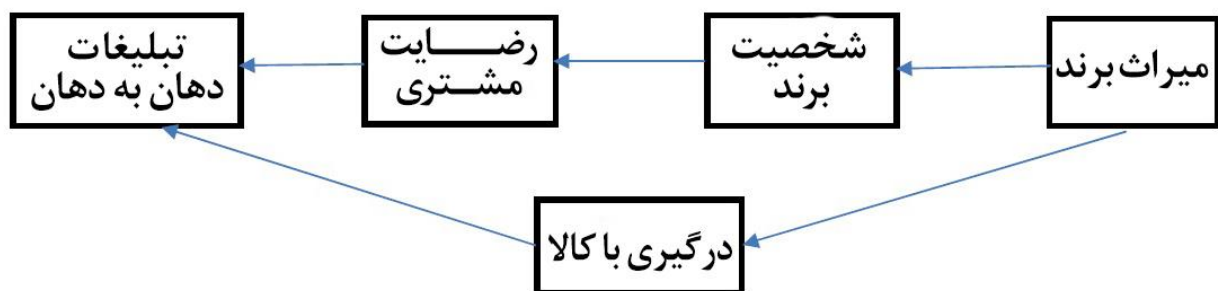 میراث برند
شخصیت
برند
رضایت
مشتری
تبلیغات
دهان به دهان
درگیری با کالا